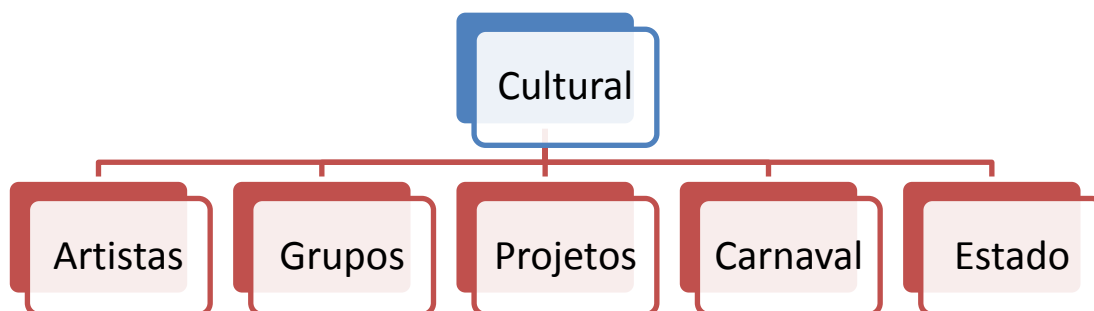 Cultural
Artistas
Grupos
Projetos
Carnaval
Estado